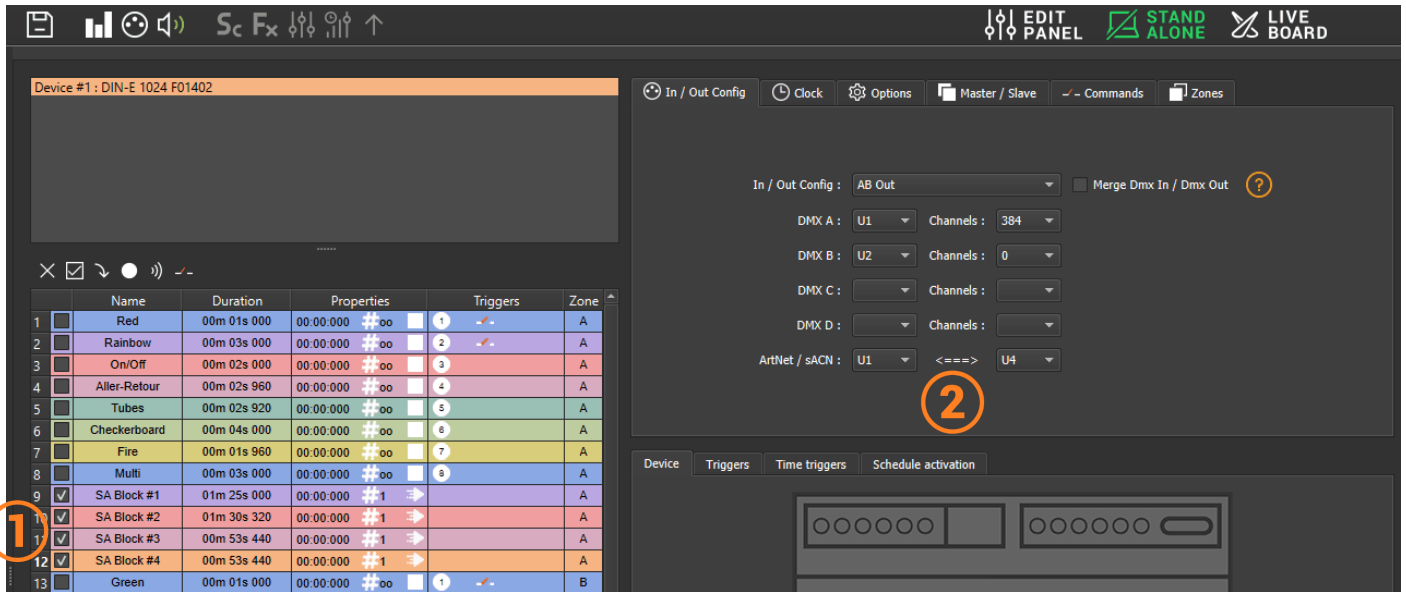 Sc Fx EDIT PANEL STAND ALONE LIVE BOARD
Device #1 : DIN-E 1024 F01402
In / Out Config Clock Options Master / Slave Commands Zones
In / Out Config : AB Out Merge Dmx In / Dmx Out ?
DMX A : U1 Channels : 384
DMX B : U2 Channels : 0
DMX C : Channels :
DMX D : Channels :
ArtNet / sACN : U1 <===> U4
2
Name Duration Properties Triggers Zone
1 Red 00m 01s 000 00:00:000 #oo 1 A
2 Rainbow 00m 03s 000 00:00:000 #oo 2 A
3 On/Off 00m 02s 000 00:00:000 #oo 3 A
4 Aller-Retour 00m 02s 960 00:00:000 #oo 4 A
5 Tubes 00m 02s 920 00:00:000 #oo 5 A
6 Checkerboard 00m 04s 000 00:00:000 #oo 6 A
7 Fire 00m 01s 960 00:00:000 #oo 7 A
8 Multi 00m 03s 000 00:00:000 #oo 8 A
9 SA Block #1 01m 25s 000 00:00:000 #1 A
10 SA Block #2 01m 30s 320 00:00:000 #1 A
11 SA Block #3 00m 53s 440 00:00:000 #1 A
12 SA Block #4 00m 53s 440 00:00:000 #1 A
13 Green 00m 01s 000 00:00:000 #oo 1 B
1
Device Triggers Time triggers Schedule activation